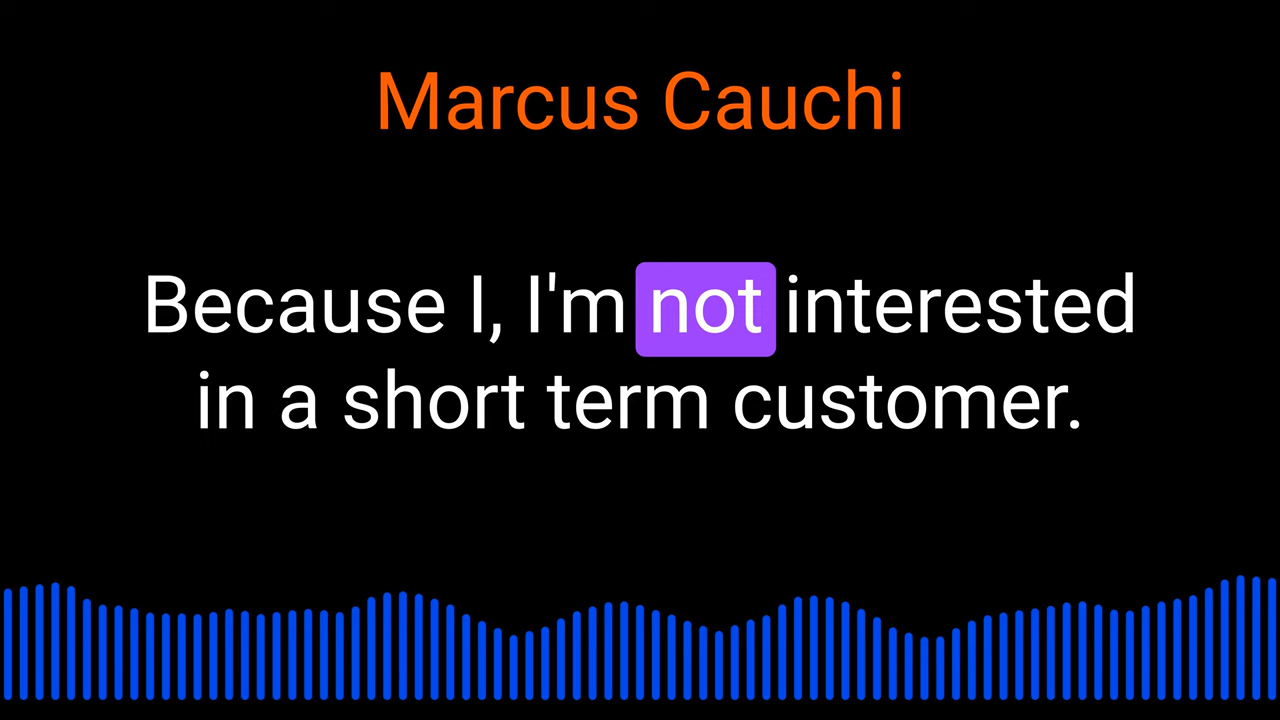 Marcus Cauchi
Because I, I'm not interested
in a short term customer.